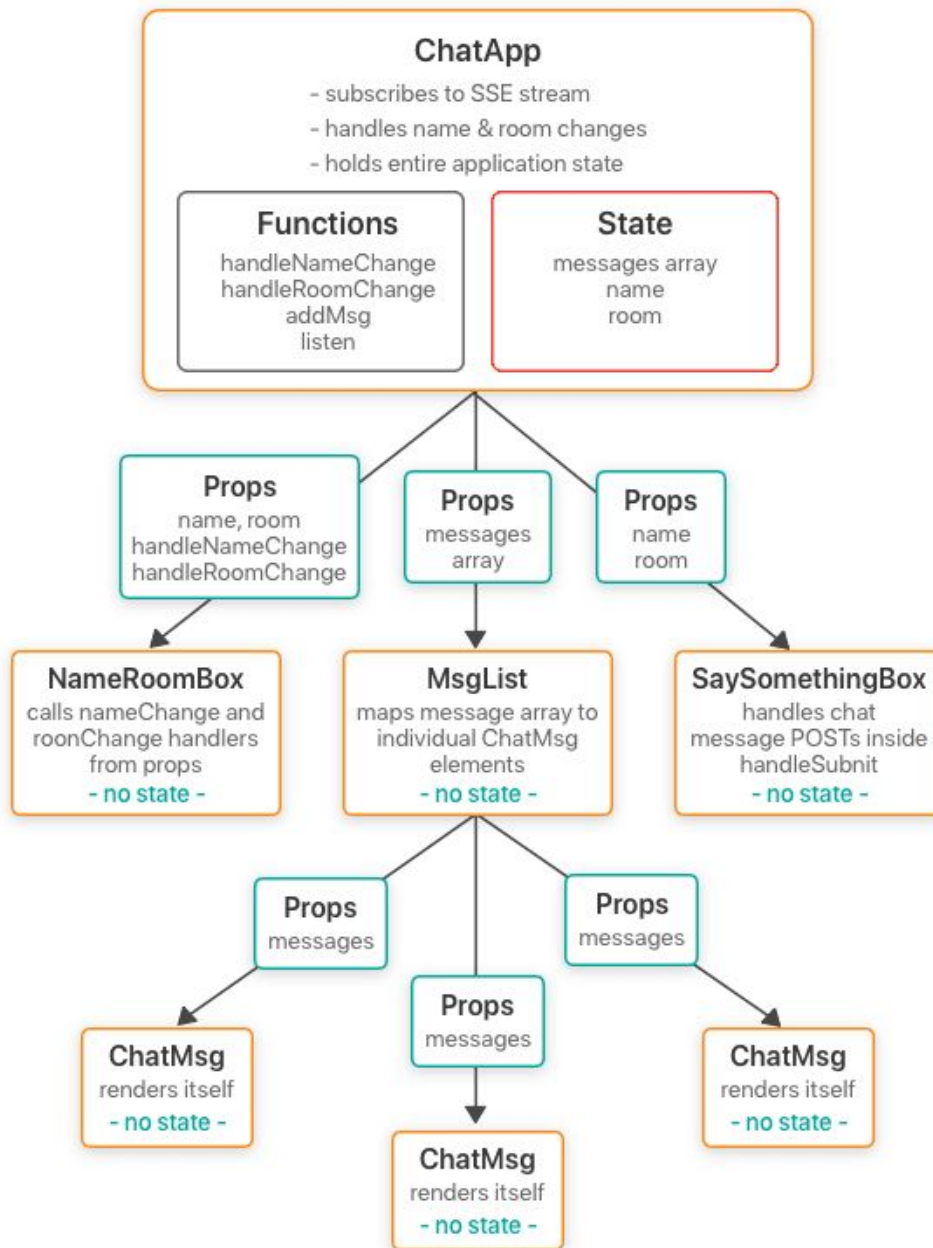 ChatApp
- subscribes to SSE stream
- handles name & room changes
- holds entire application state
Functions
handleNameChange
handleRoomChange
addMsg
listen
State
messages array
name
room
Props
name, room
handleNameChange
handleRoomChange
Props
messages
array
Props
name
room
NameRoomBox
calls nameChange and
roonChange handlers
from props
- no state -
MsgList
maps message array to
individual ChatMsg
elements
- no state -
SaySomethingBox
handles chat
message POSTs inside
handleSubnit
- no state -
Props
messages
Props
messages
Props
messages
ChatMsg
renders itself
- no state -
ChatMsg
renders itself
- no state -
ChatMsg
renders itself
- no state -